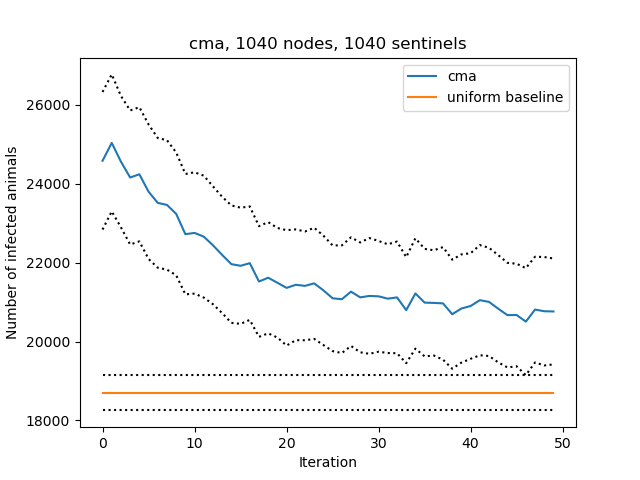 cma, 1040 nodes, 1040 sentinels
cma
uniform baseline
Number of infected animals
26000
24000
22000
20000
18000
0 10 20 30 40 50
Iteration